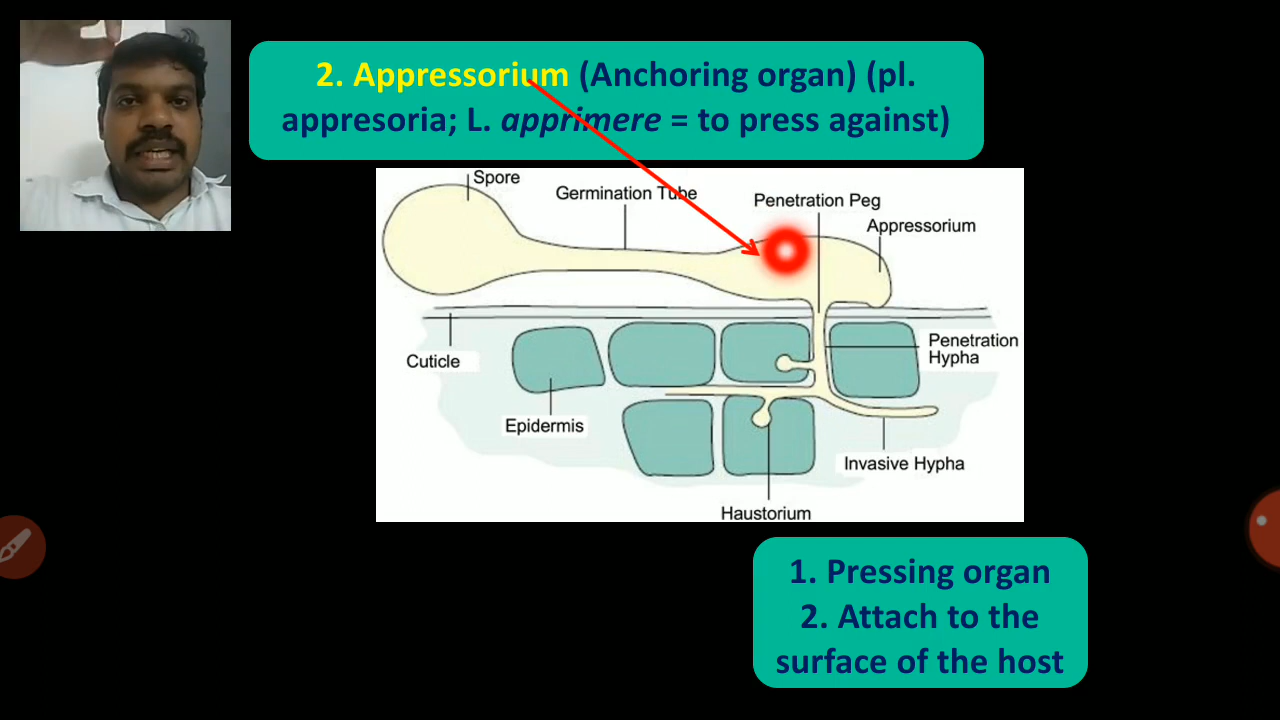 2. Appressorium (Anchoring organ) (pl.
appresoria; L. apprimere = to press against)
Spore
Germination Tube
Penetration Peg
Appressorium
Cuticle
Penetration
Hypha
Epidermis
Invasive Hypha
Haustorium
1. Pressing organ
2. Attach to the
surface of the host